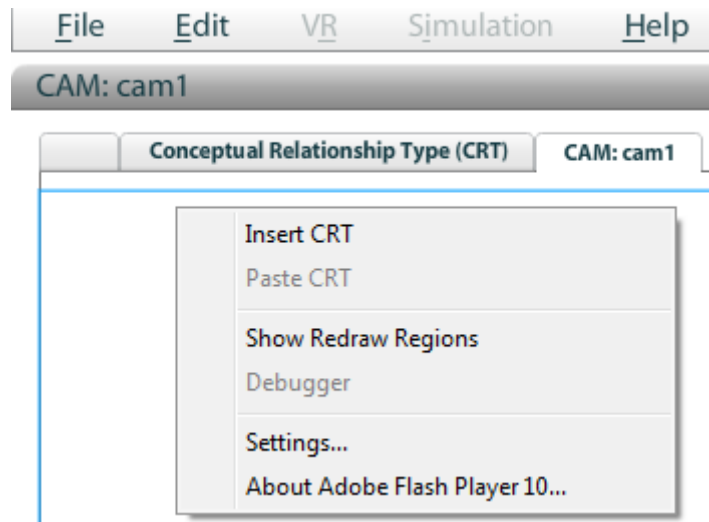 File Edit VR Simulation Help
CAM: cam1
Conceptual Relationship Type (CRT) CAM: cam1
Insert CRT
Paste CRT
Show Redraw Regions
Debugger
Settings...
About Adobe Flash Player 10...